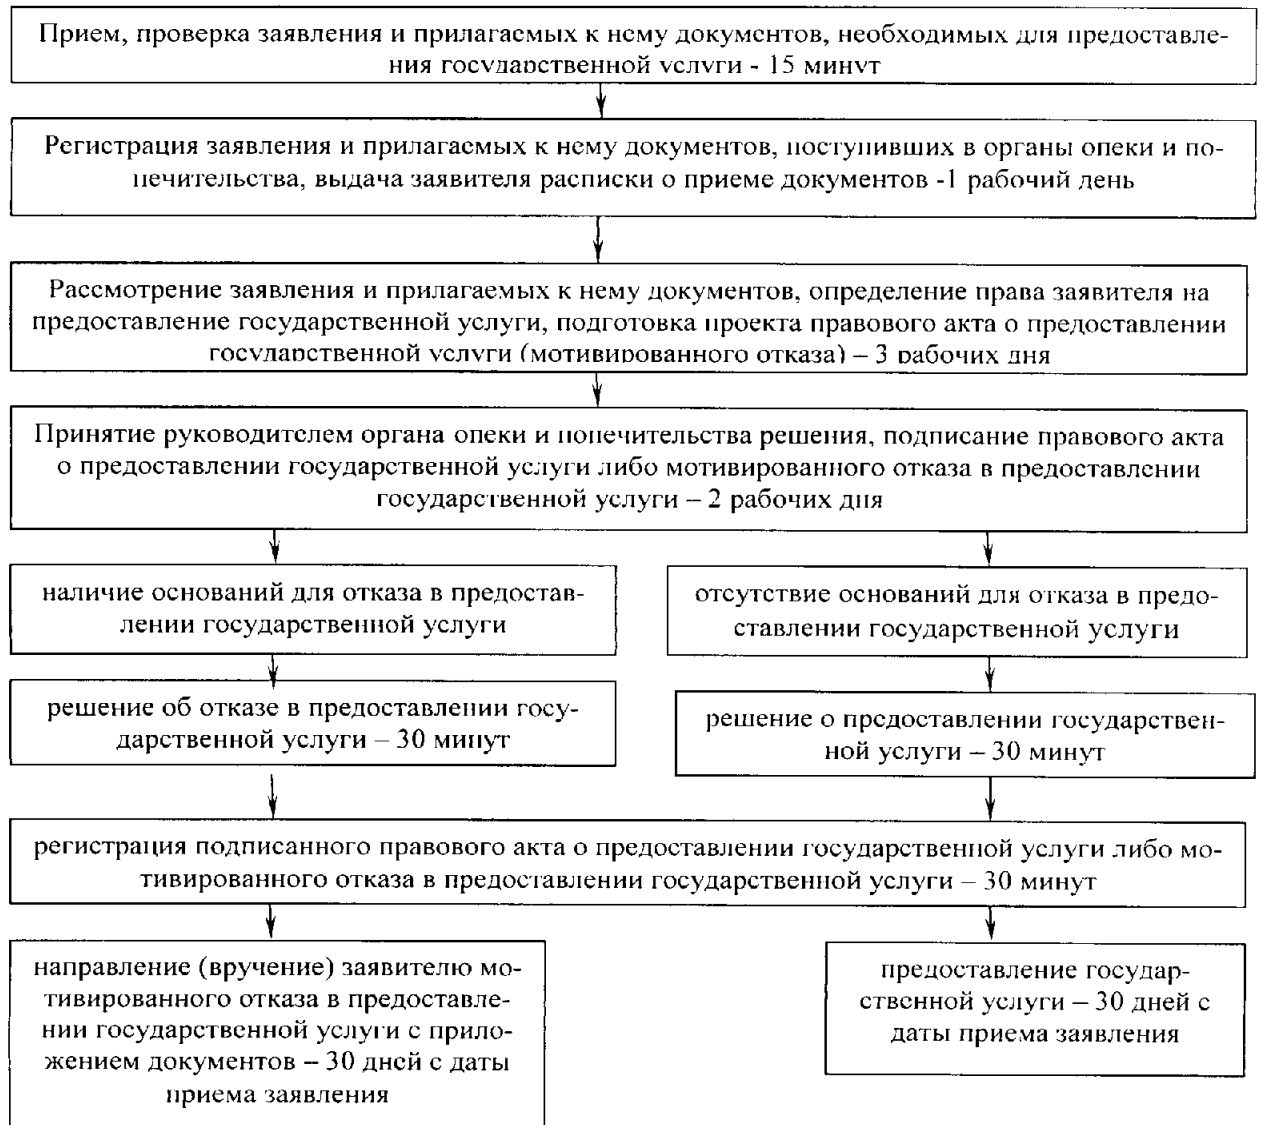 Прием, проверка заявления и прилагаемых к нему документов, необходимых для предоставле-
ния государственной услуги - 15 минут
Регистрация заявления и прилагаемых к нему документов, поступивших в органы опеки и по-
печительства, выдача заявителя расписки о приеме документов -1 рабочий день
Рассмотрение заявления и прилагаемых к нему документов, определение права заявителя на
предоставление государственной услуги, подготовка проекта правового акта о предоставлении
государственной услуги (мотивированного отказа) – 3 рабочих дня
Принятие руководителем органа опеки и попечительства решения, подписание правового акта
о предоставлении государственной услуги либо мотивированного отказа в предоставлении
государственной услуги – 2 рабочих дня
наличие оснований для отказа в предостав-
лении государственной услуги
отсутствие оснований для отказа в предо-
ставлении государственной услуги
решение об отказе в предоставлении госу-
дарственной услуги – 30 минут
решение о предоставлении государствен-
ной услуги – 30 минут
регистрация подписанного правового акта о предоставлении государственной услуги либо мо-
тивированного отказа в предоставлении государственной услуги – 30 минут
направление (вручение) заявителю мо-
тивированного отказа в предоставле-
нии государственной услуги с прило-
жением документов – 30 дней с даты
приема заявления
предоставление государ-
ственной услуги – 30 дней с
даты приема заявления